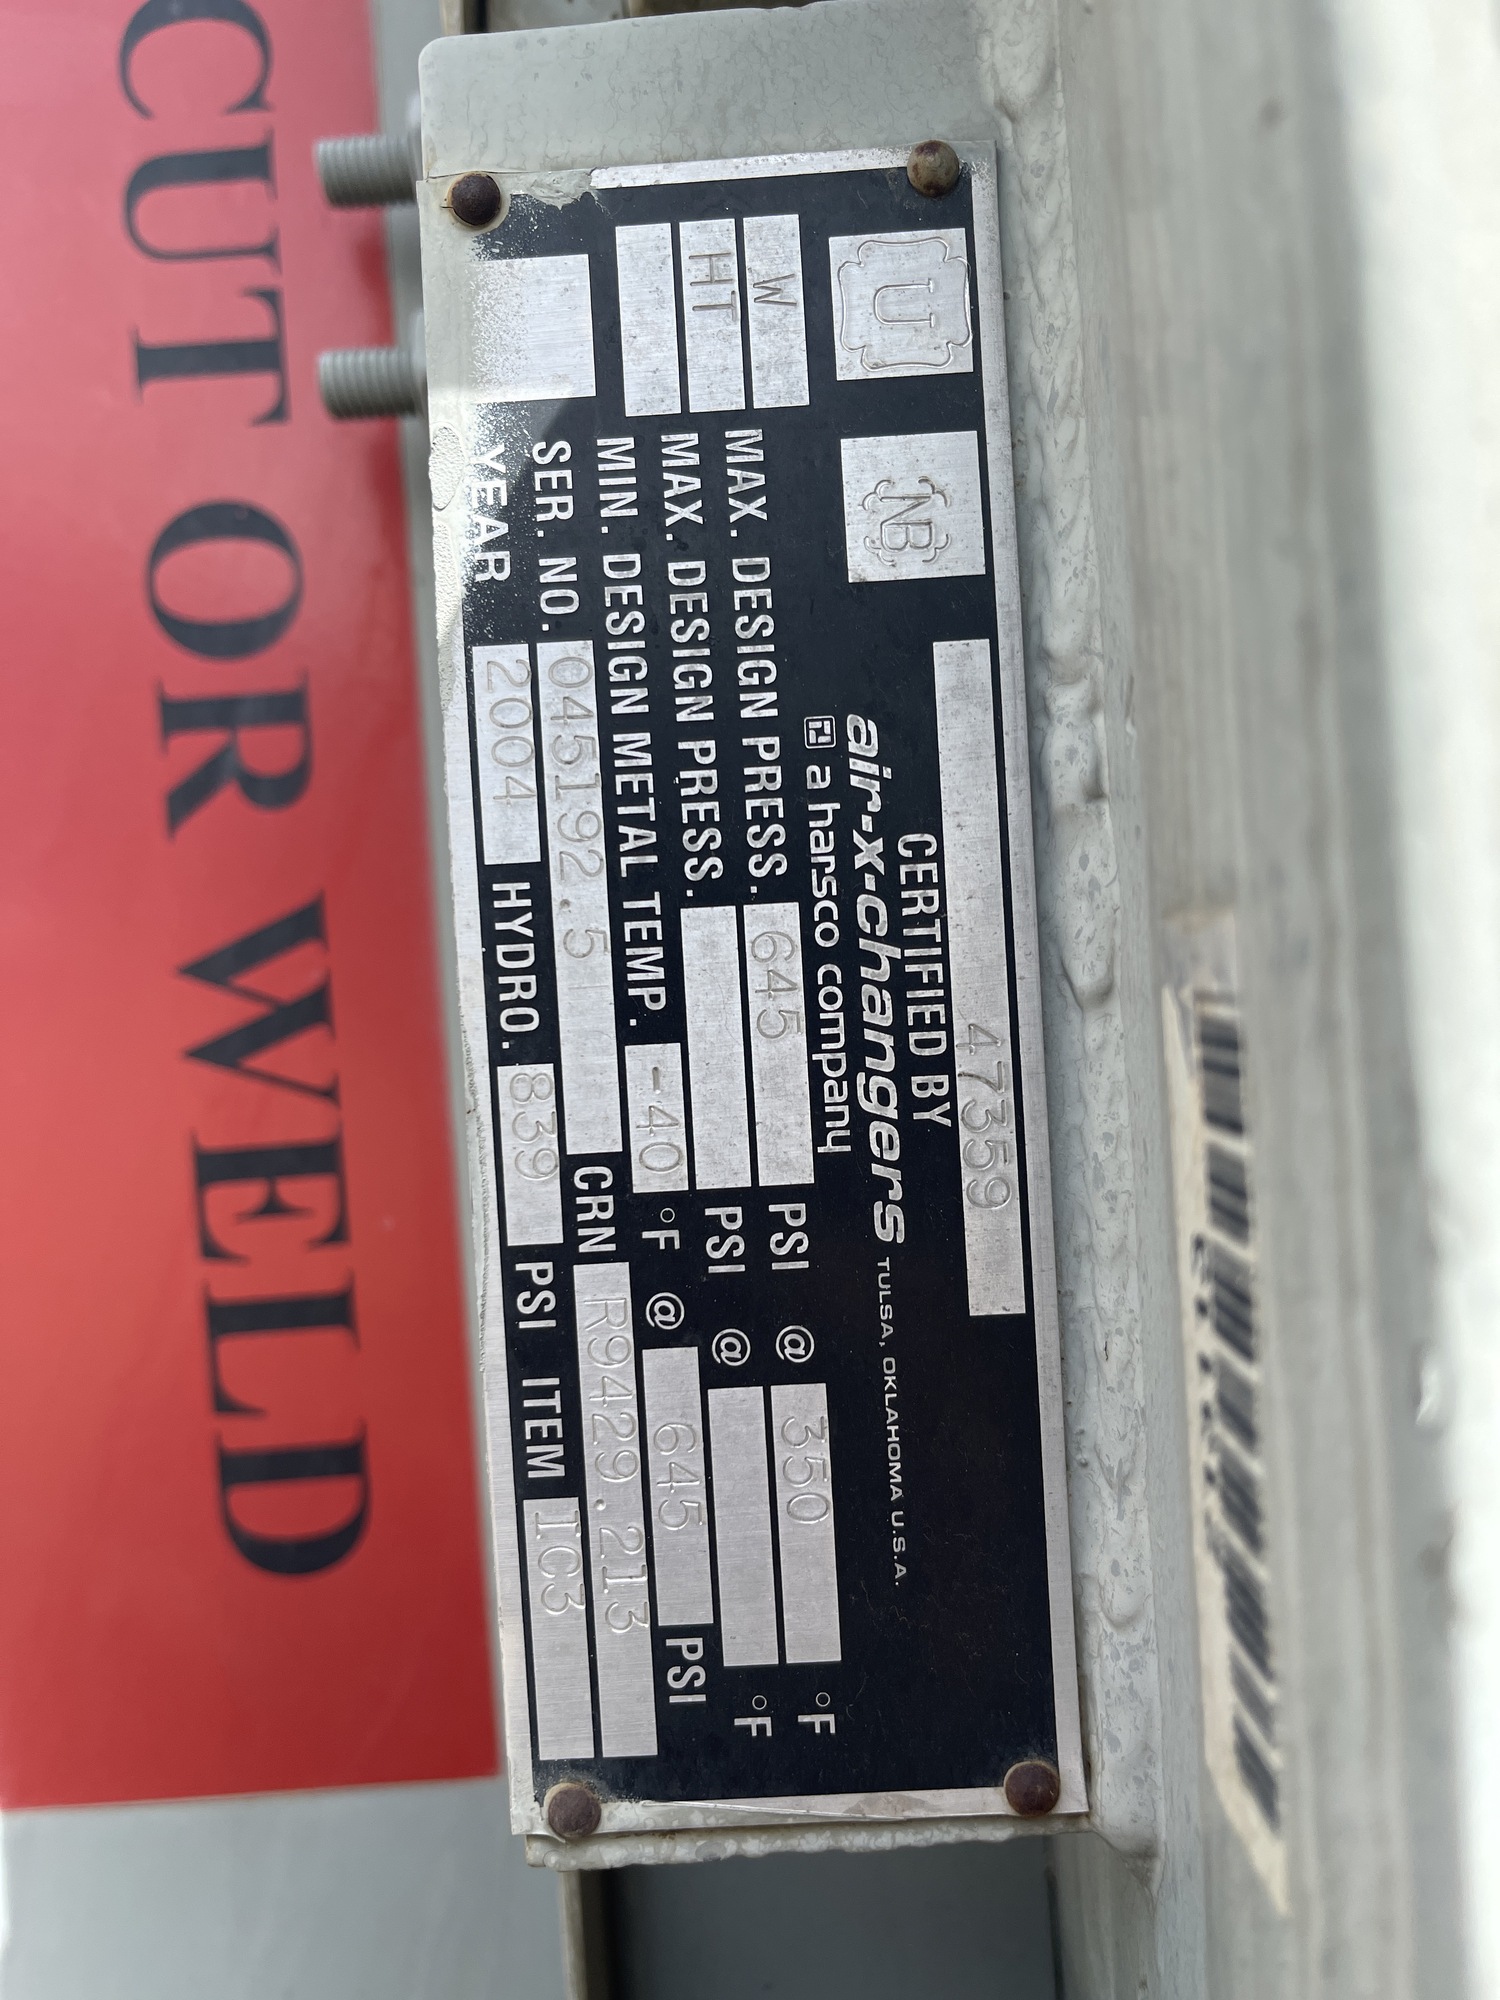 U NB 47359
CERTIFIED BY
air-x-changers TULSA, OKLAHOMA U.S.A.
a harsco company
W MAX. DESIGN PRESS. 645 PSI @ 350 °F
HT MAX. DESIGN PRESS. PSI @ °F
MIN. DESIGN METAL TEMP. -40 °F @ 645 PSI
SER. NO. 045192.5 CRN R9429.213
YEAR 2004 HYDRO. 839 PSI ITEM IC3
CUT OR WELD